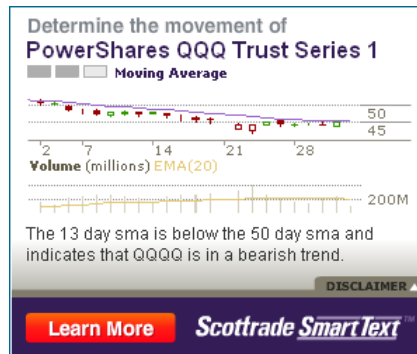 Determine the movement of
PowerShares QQQ Trust Series 1
Moving Average
50
45
2 7 14 21 28
Volume (millions) EMA(20)
200M
The 13 day sma is below the 50 day sma and
indicates that QQQQ is in a bearish trend.
DISCLAIMER
Learn More Scottrade SmartText™